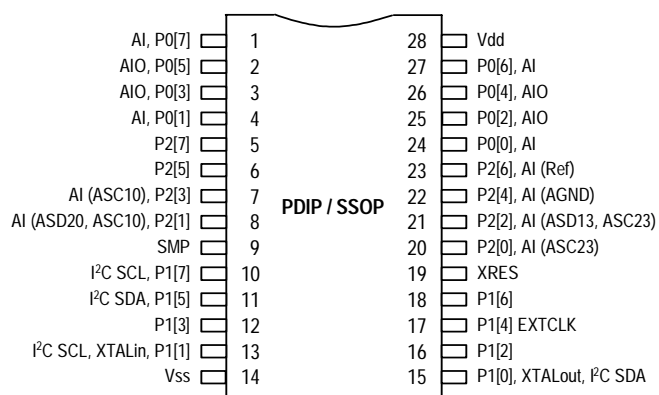 AI, P0[7] 1 28 Vdd
AIO, P0[5] 2 27 P0[6], AI
AIO, P0[3] 3 26 P0[4], AIO
AI, P0[1] 4 25 P0[2], AIO
P2[7] 5 24 P0[0], AI
P2[5] 6 23 P2[6], AI (Ref)
AI (ASC10), P2[3] 7 PDIP / SSOP 22 P2[4], AI (AGND)
AI (ASD20, ASC10), P2[1] 8 21 P2[2], AI (ASD13, ASC23)
SMP 9 20 P2[0], AI (ASC23)
I²C SCL, P1[7] 10 19 XRES
I²C SDA, P1[5] 11 18 P1[6]
P1[3] 12 17 P1[4] EXTCLK
I²C SCL, XTALin, P1[1] 13 16 P1[2]
Vss 14 15 P1[0], XTALout, I²C SDA